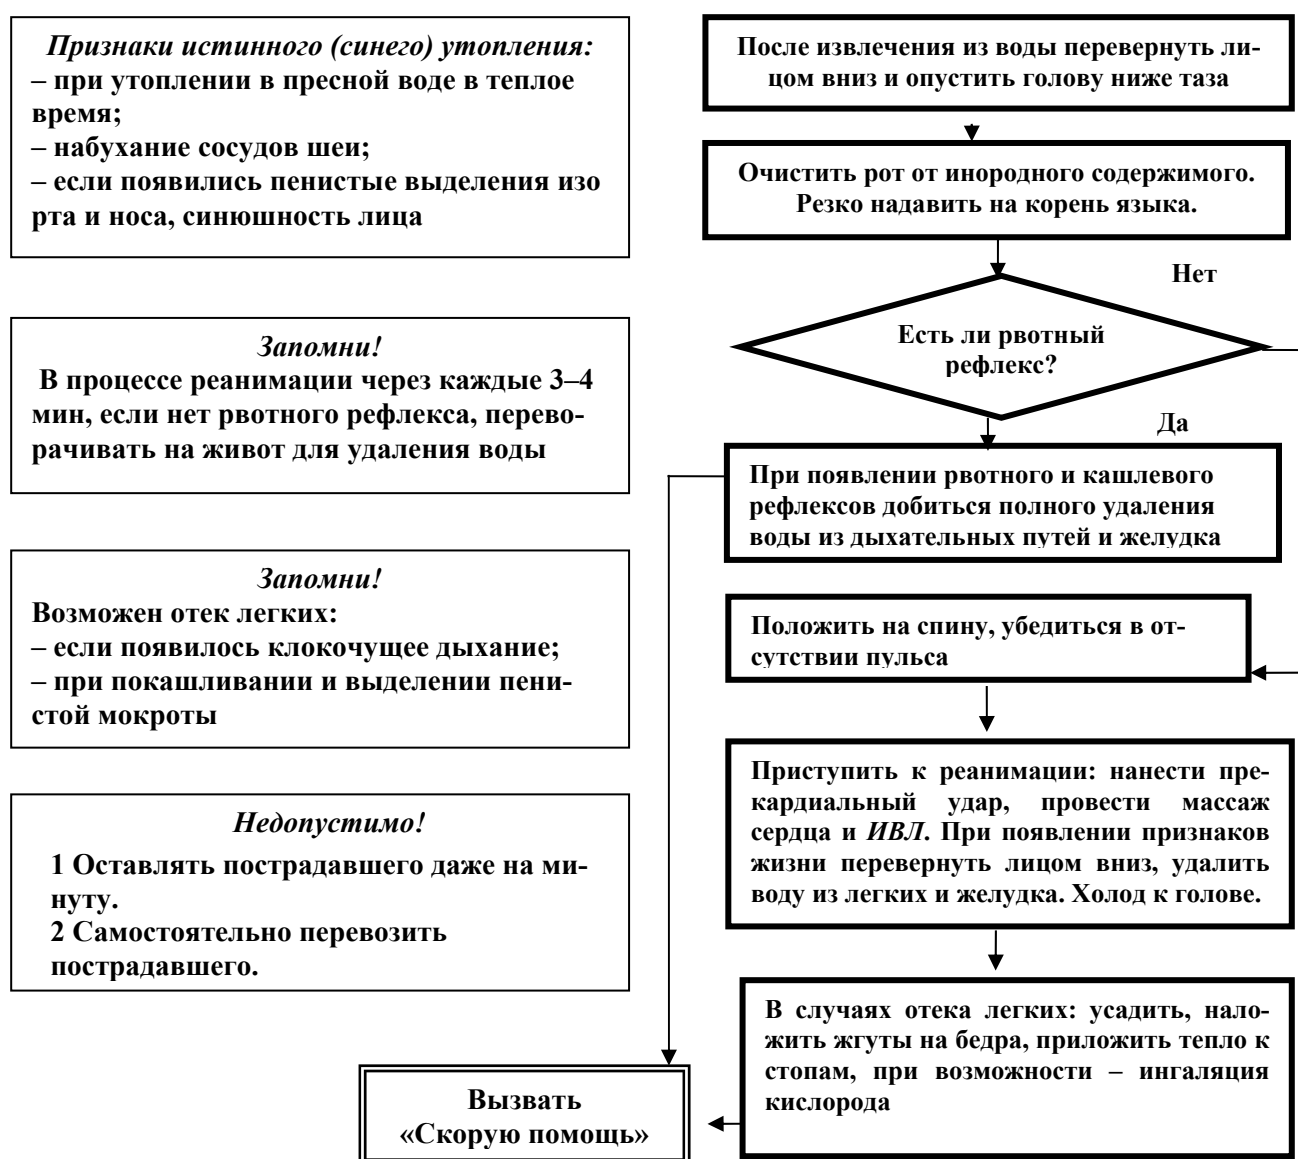 Признаки истинного (синего) утопления:
– при утоплении в пресной воде в теплое
время;
– набухание сосудов шеи;
– если появились пенистые выделения изо
рта и носа, синюшность лица
Запомни!
В процессе реанимации через каждые 3–4
мин, если нет рвотного рефлекса, перево-
рачивать на живот для удаления воды
Запомни!
Возможен отек легких:
– если появилось клокочущее дыхание;
– при покашливании и выделении пени-
стой мокроты
Недопустимо!
1 Оставлять пострадавшего даже на ми-
нуту.
2 Самостоятельно перевозить
пострадавшего.
После извлечения из воды перевернуть ли-
цом вниз и опустить голову ниже таза
Очистить рот от инородного содержимого.
Резко надавить на корень языка.
Нет
Есть ли рвотный
рефлекс?
Да
При появлении рвотного и кашлевого
рефлексов добиться полного удаления
воды из дыхательных путей и желудка
Положить на спину, убедиться в от-
сутствии пульса
Приступить к реанимации: нанести пре-
кардиальный удар, провести массаж
сердца и ИВЛ. При появлении признаков
жизни перевернуть лицом вниз, удалить
воду из легких и желудка. Холод к голове.
В случаях отека легких: усадить, нало-
жить жгуты на бедра, приложить тепло к
стопам, при возможности – ингаляция
кислорода
Вызвать
«Скорую помощь»